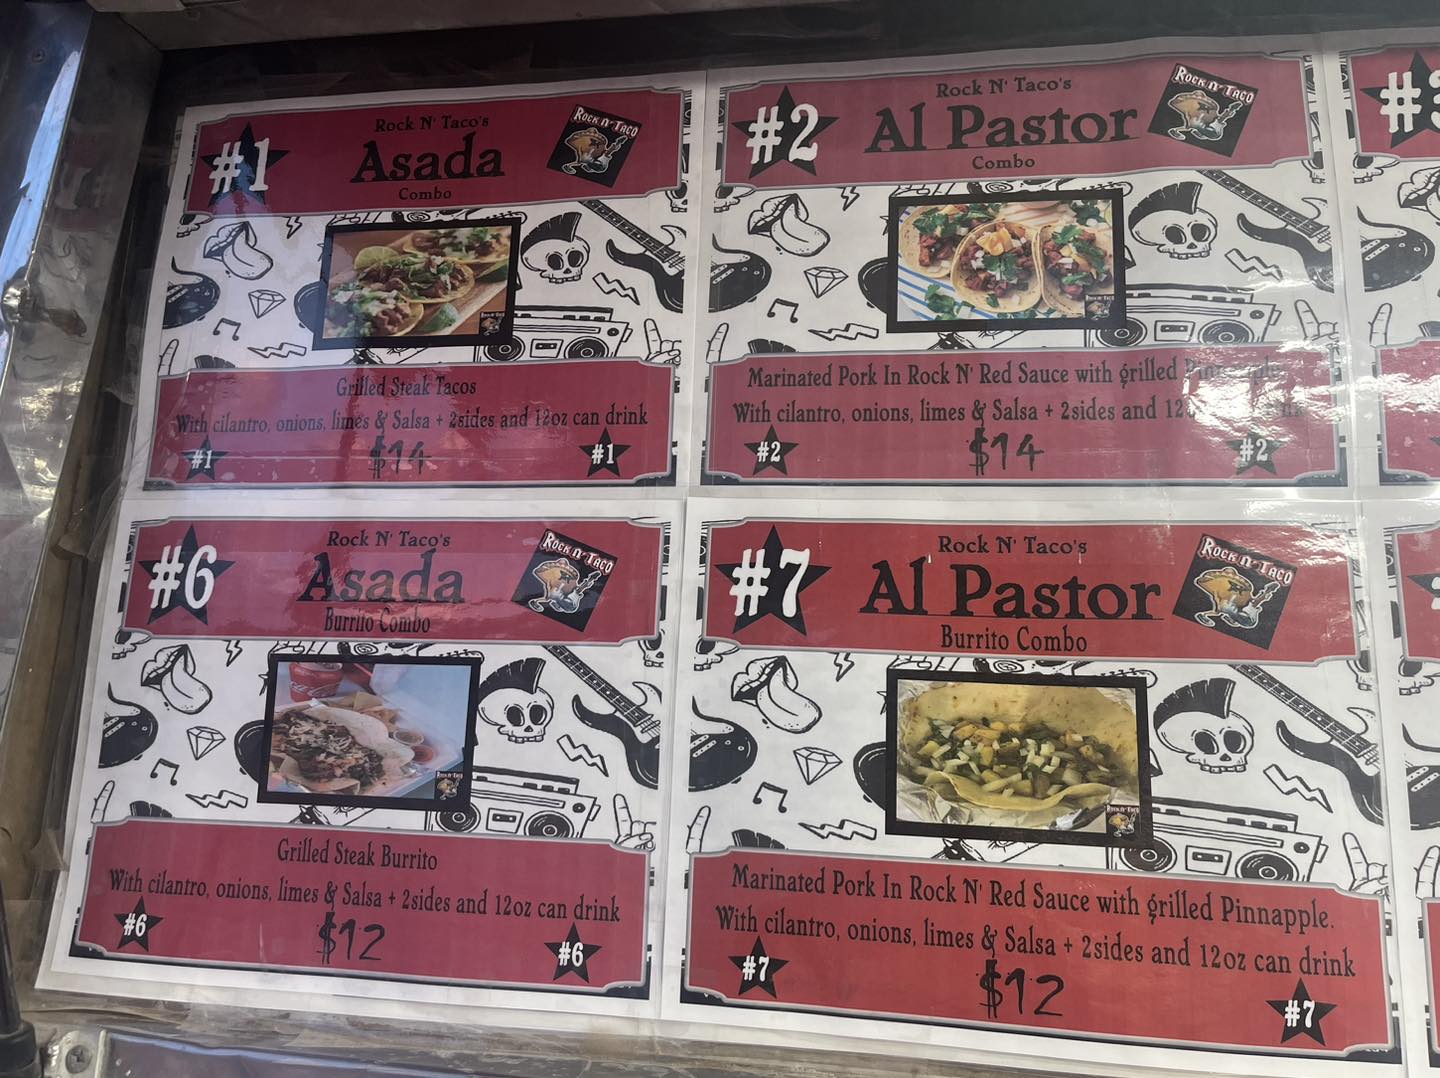 #1
Rock N' Taco's
Asada
Combo
Rock N' Taco
Grilled Steak Tacos
With cilantro, onions, limes & Salsa + 2sides and 12oz can drink
#1
$14
#1
#2
Rock N' Taco's
Al Pastor
Combo
Rock N' Taco
Marinated Pork In Rock N' Red Sauce with grilled
With cilantro, onions, limes & Salsa + 2sides and
#2
$14
#2
#3
#6
Rock N' Taco's
Asada
Burrito Combo
Rock N' Taco
Grilled Steak Burrito
With cilantro, onions, limes & Salsa + 2sides and 12oz can drink
#6
$12
#6
#7
Rock N' Taco's
Al Pastor
Burrito Combo
Rock N' Taco
Rock N' Taco
Marinated Pork In Rock N' Red Sauce with grilled Pinnapple.
With cilantro, onions, limes & Salsa + 2sides and 12oz can drink
#7
$12
#7